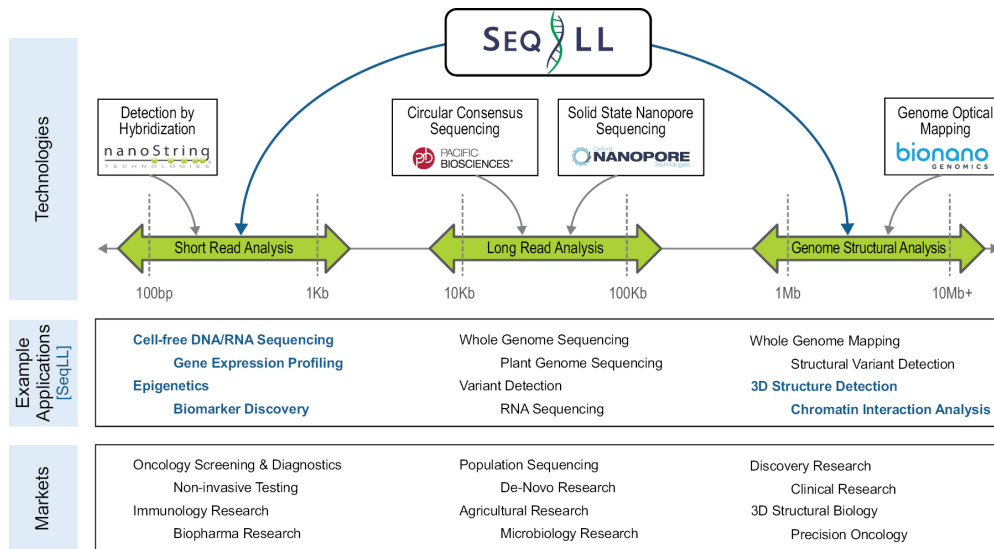 SEQ LL
Detection by
Hybridization
nanoString
TECHNOLOGIES
Circular Consensus
Sequencing
PACIFIC
BIOSCIENCES®
Solid State Nanopore
Sequencing
Oxford
NANOPORE
Technologies
Genome Optical
Mapping
bionano
GENOMICS
Technologies
Short Read Analysis
Long Read Analysis
Genome Structural Analysis
100bp
1Kb
10Kb
100Kb
1Mb
10Mb+
Example
Applications
[SeqLL]
Cell-free DNA/RNA Sequencing
Gene Expression Profiling
Epigenetics
Biomarker Discovery
Whole Genome Sequencing
Plant Genome Sequencing
Variant Detection
RNA Sequencing
Whole Genome Mapping
Structural Variant Detection
3D Structure Detection
Chromatin Interaction Analysis
Markets
Oncology Screening & Diagnostics
Non-invasive Testing
Immunology Research
Biopharma Research
Population Sequencing
De-Novo Research
Agricultural Research
Microbiology Research
Discovery Research
Clinical Research
3D Structural Biology
Precision Oncology